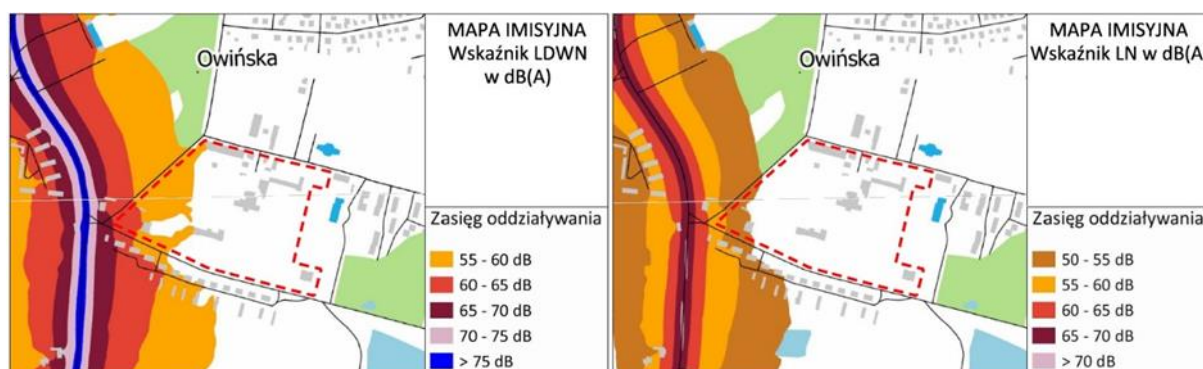 Owińska
MAPA IMISYJNA
Wskaźnik LDWN
w dB(A)
Zasięg oddziaływania
55 - 60 dB
60 - 65 dB
65 - 70 dB
70 - 75 dB
> 75 dB
Owińska
MAPA IMISYJNA
Wskaźnik LN w dB(A
Zasięg oddziaływania
50 - 55 dB
55 - 60 dB
60 - 65 dB
65 - 70 dB
> 70 dB